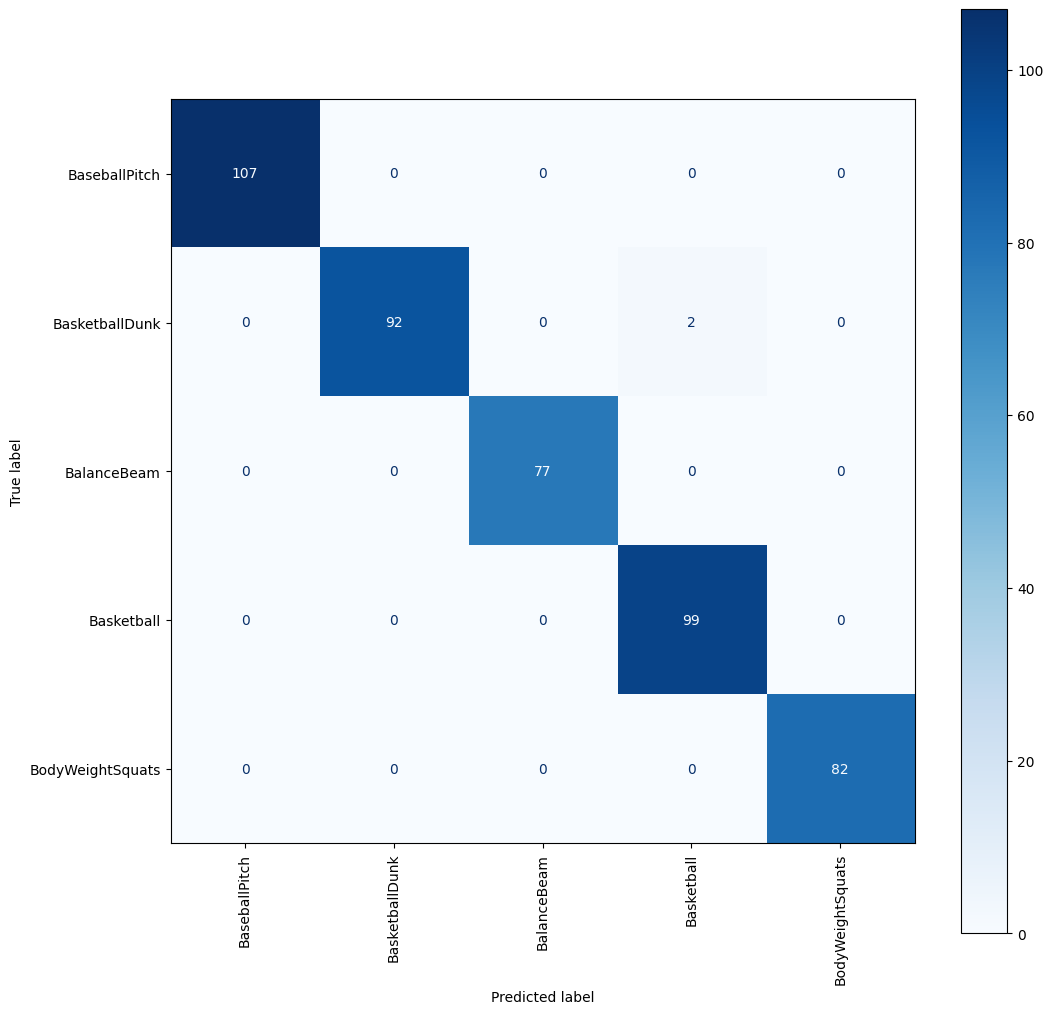 BaseballPitch 107 0 0 0 0
BasketballDunk 0 92 0 2 0
BalanceBeam 0 0 77 0 0
Basketball 0 0 0 99 0
BodyWeightSquats 0 0 0 0 82
True label
BaseballPitch
BasketballDunk
BalanceBeam
Basketball
BodyWeightSquats
Predicted label
100
80
60
40
20
0